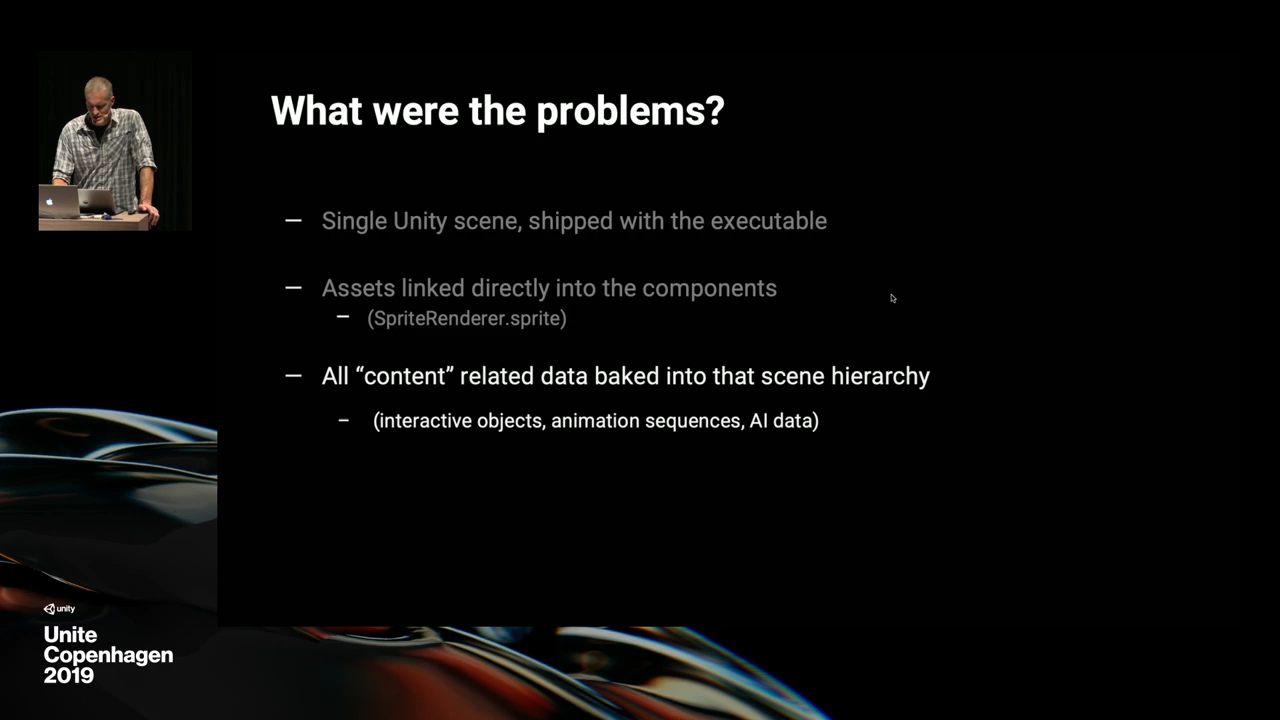 What were the problems?
— Single Unity scene, shipped with the executable
— Assets linked directly into the components
– (SpriteRenderer.sprite)
— All “content” related data baked into that scene hierarchy
– (interactive objects, animation sequences, AI data)
unity
Unite
Copenhagen
2019